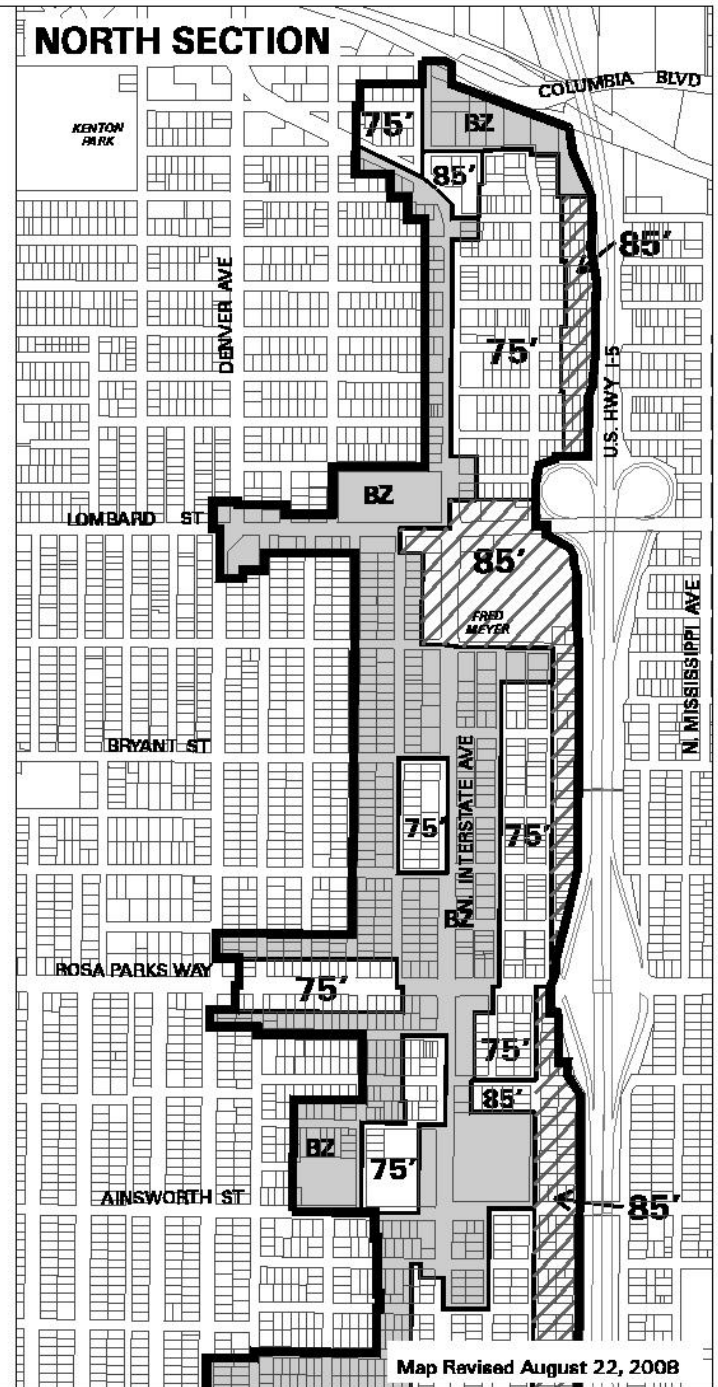 NORTH SECTION
COLUMBIA BLVD
KENTON
PARK
75'
BZ
85'
85'
DENVER AVE
75'
U.S. HWY I-5
BZ
LOMBARD ST
85'
FRED
MEYER
N. MISSISSIPPI AVE
BRYANT ST
N. INTERSTATE AVE
75'
75'
BZ
ROSA PARKS WAY
75'
75'
85'
BZ
75'
AINSWORTH ST
85'
Map Revised August 22, 2008